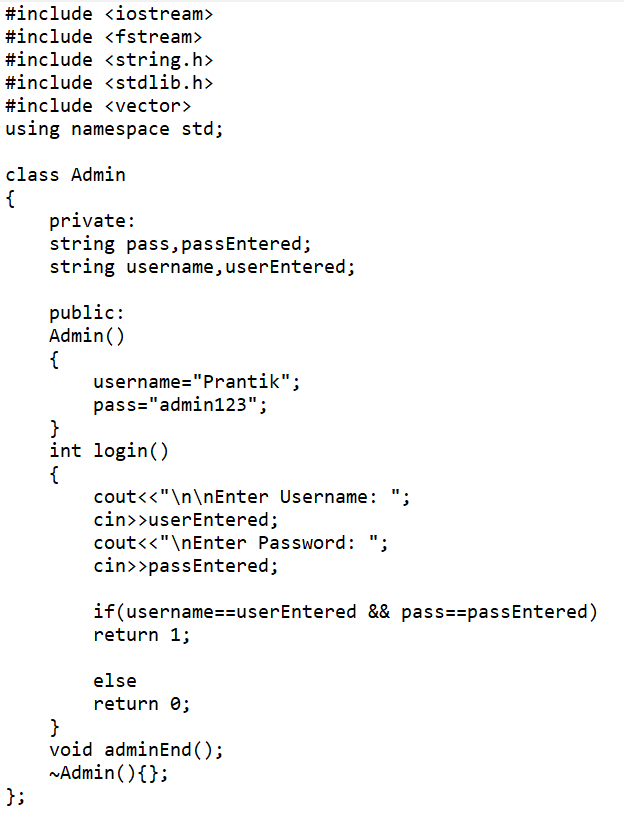 #include <iostream>
#include <fstream>
#include <string.h>
#include <stdlib.h>
#include <vector>
using namespace std;

class Admin
{
    private:
    string pass,passEntered;
    string username,userEntered;

    public:
    Admin()
    {
        username="Prantik";
        pass="admin123";
    }
    int login()
    {
        cout<<"\n\nEnter Username: ";
        cin>>userEntered;
        cout<<"\nEnter Password: ";
        cin>>passEntered;

        if(username==userEntered && pass==passEntered)
        return 1;

        else
        return 0;
    }
    void adminEnd();
    ~Admin(){};
};